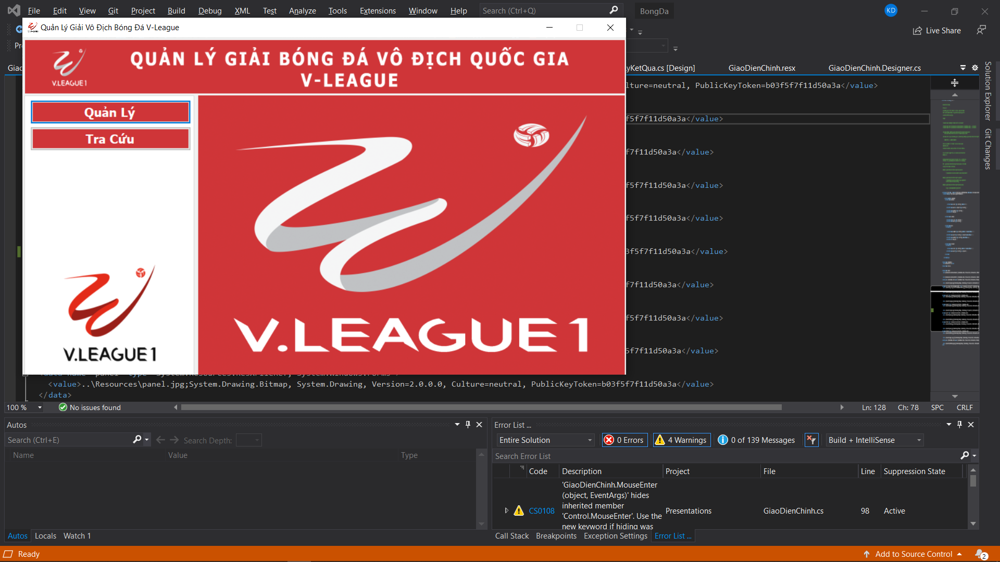 File Edit View Git Project Build Debug XML Test Analyze Tools Extensions Window Help Search (Ctrl+Q) BongDa KD
Quản Lý Giải Vô Địch Bóng Đá V-League
Live Share
QUẢN LÝ GIẢI BÓNG ĐÁ VÔ ĐỊCH QUỐC GIA
V-LEAGUE
V.LEAGUE1
yKetQua.cs [Design] GiaoDienChinh.resx GiaoDienChinh.Designer.cs
Solution Explorer
Git Changes
Quản Lý
Tra Cứu
V.LEAGUE1
V.LEAGUE1
lture=neutral, PublicKeyToken=b03f5f7f11d50a3a</value>
f5f7f11d50a3a</value>
f7f11d50a3a</value>
f5f7f11d50a3a</value>
f5f7f11d50a3a</value>
3f5f7f11d50a3a</value>
f7f11d50a3a</value>
f5f7f11d50a3a</value>
5f7f11d50a3a</value>
<value>..\Resources\panel.jpg;System.Drawing.Bitmap, System.Drawing, Version=2.0.0.0, Culture=neutral, PublicKeyToken=b03f5f7f11d50a3a</value>
</data>
100 % No issues found Ln: 128 Ch: 78 SPC CRLF
Autos
Search (Ctrl+E) Search Depth:
Name Value Type
Autos Locals Watch 1
Error List ...
Entire Solution 0 Errors 4 Warnings 0 of 139 Messages Build + IntelliSense
Search Error List
Code Description Project File Line Suppression State
'GiaoDienChinh.MouseEnter
(object, EventArgs)' hides
inherited member
CS0108 'Control.MouseEnter'. Use the Presentations GiaoDienChinh.cs 98 Active
new keyword if hiding was
Call Stack Breakpoints Exception Settings Error List ...
Ready Add to Source Control 2